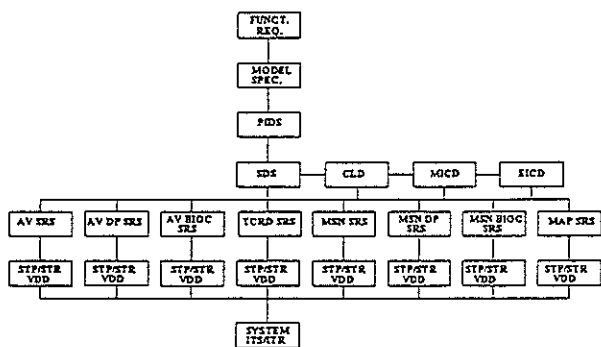 FUNCT.
REQ.
MODEL
SPEC.
PIDS
SDS
CLD
MICD
EICD
AV SRS
AV DP SRS
AV BIOC
SRS
TCRD SRS
MSN SRS
MSN DP
SRS
MSN BIOC
SRS
MAP SRS
STP/STR
VDD
STP/STR
VDD
STP/STR
VDD
STP/STR
VDD
STP/STR
VDD
STP/STR
VDD
STP/STR
VDD
STP/STR
VDD
SYSTEM
ITS/ITR